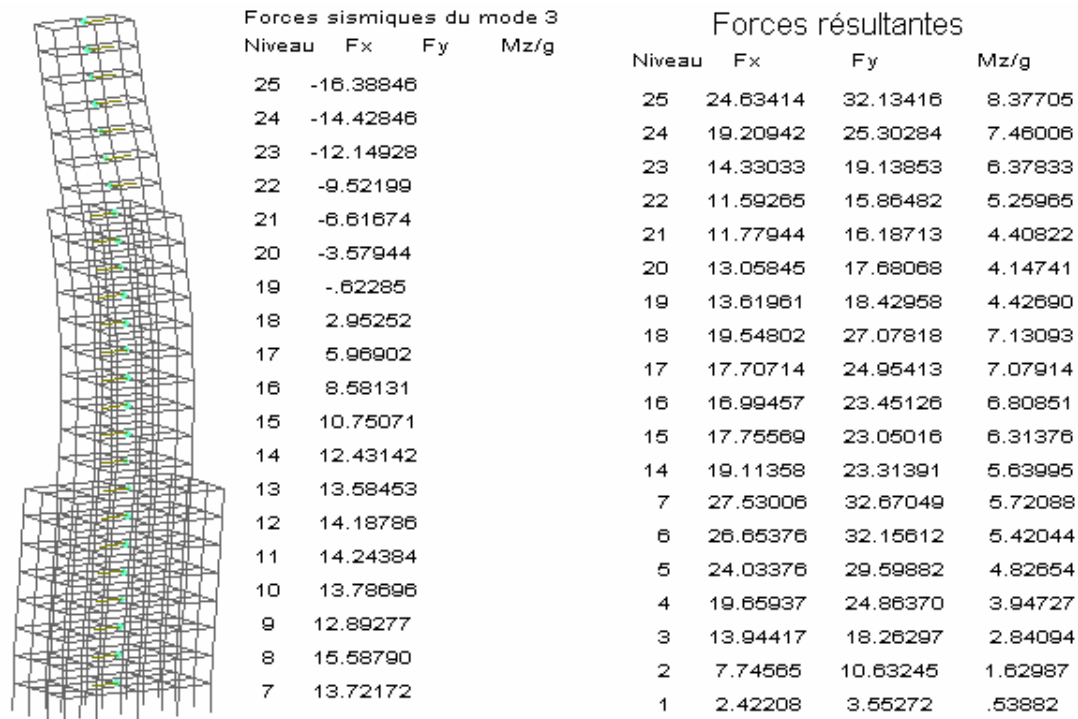 Forces sismiques du mode 3
Niveau Fx Fy Mz/g
25 -16.38846
24 -14.42846
23 -12.14928
22 -9.52199
21 -6.61674
20 -3.57944
19 -.62285
18 2.95252
17 5.96902
16 8.58131
15 10.75071
14 12.43142
13 13.58453
12 14.18786
11 14.24384
10 13.78696
9 12.89277
8 15.58790
7 13.72172
Forces résultantes
Niveau Fx Fy Mz/g
25 24.63414 32.13416 8.37705
24 19.20942 25.30284 7.46006
23 14.33033 19.13853 6.37833
22 11.59265 15.86482 5.25965
21 11.77944 16.18713 4.40822
20 13.05845 17.68068 4.14741
19 13.61961 18.42958 4.42690
18 19.54802 27.07818 7.13093
17 17.70714 24.95413 7.07914
16 16.99457 23.45126 6.80851
15 17.75569 23.05016 6.31376
14 19.11358 23.31391 5.63995
7 27.53006 32.67049 5.72088
6 26.65376 32.15612 5.42044
5 24.03376 29.59882 4.82654
4 19.65937 24.86370 3.94727
3 13.94417 18.26297 2.84094
2 7.74565 10.63245 1.62987
1 2.42208 3.55272 .53882